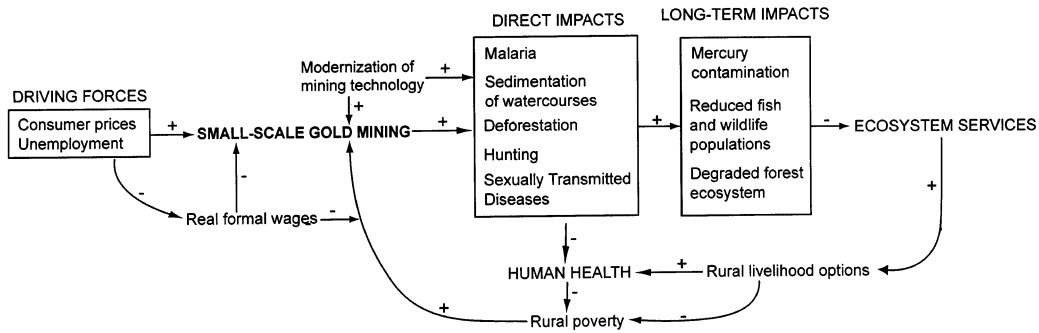 DIRECT IMPACTS
LONG-TERM IMPACTS
Malaria
Sedimentation
of watercourses
Deforestation
Hunting
Sexually Transmitted
Diseases
Mercury
contamination
Reduced fish
and wildlife
populations
Degraded forest
ecosystem
Modernization of
mining technology
+
+
DRIVING FORCES
Consumer prices
Unemployment
+
SMALL-SCALE GOLD MINING
+
+
-
ECOSYSTEM SERVICES
-
-
Real formal wages
-
+
-
HUMAN HEALTH
+
Rural livelihood options
-
+
Rural poverty
-